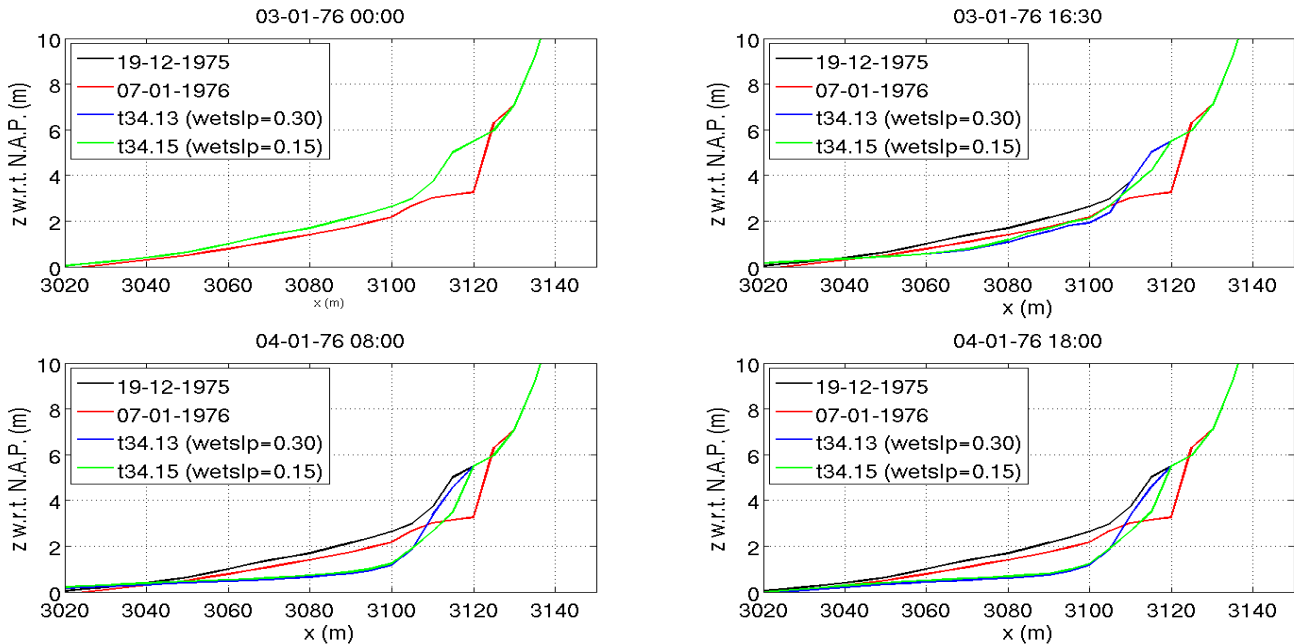 03-01-76 00:00
z w.r.t. N.A.P. (m)
10
8
6
4
2
0
19-12-1975
07-01-1976
t34.13 (wetslp=0.30)
t34.15 (wetslp=0.15)
3020 3040 3060 3080 3100 3120 3140
x (m)
03-01-76 16:30
z w.r.t. N.A.P. (m)
10
8
6
4
2
0
19-12-1975
07-01-1976
t34.13 (wetslp=0.30)
t34.15 (wetslp=0.15)
3020 3040 3060 3080 3100 3120 3140
x (m)
04-01-76 08:00
z w.r.t. N.A.P. (m)
10
8
6
4
2
0
19-12-1975
07-01-1976
t34.13 (wetslp=0.30)
t34.15 (wetslp=0.15)
3020 3040 3060 3080 3100 3120 3140
x (m)
04-01-76 18:00
z w.r.t. N.A.P. (m)
10
8
6
4
2
0
19-12-1975
07-01-1976
t34.13 (wetslp=0.30)
t34.15 (wetslp=0.15)
3020 3040 3060 3080 3100 3120 3140
x (m)